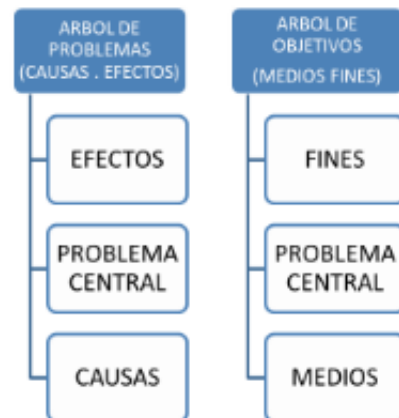 ARBOL DE
PROBLEMAS
(CAUSAS . EFECTOS)
EFECTOS
PROBLEMA
CENTRAL
CAUSAS
ARBOL DE
OBJETIVOS
(MEDIOS FINES)
FINES
PROBLEMA
CENTRAL
MEDIOS